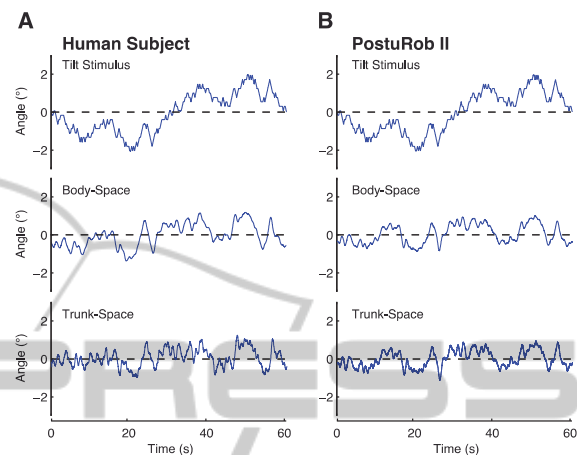 A
Human Subject
Tilt Stimulus
2
0
−2
Angle (°)
Body-Space
2
0
−2
Angle (°)
Trunk-Space
2
0
−2
Angle (°)
0
20
40
60
Time (s)
B
PostuRob II
Tilt Stimulus
2
0
−2
Body-Space
2
0
−2
Trunk-Space
2
0
−2
0
20
40
60
Time (s)
PRESS